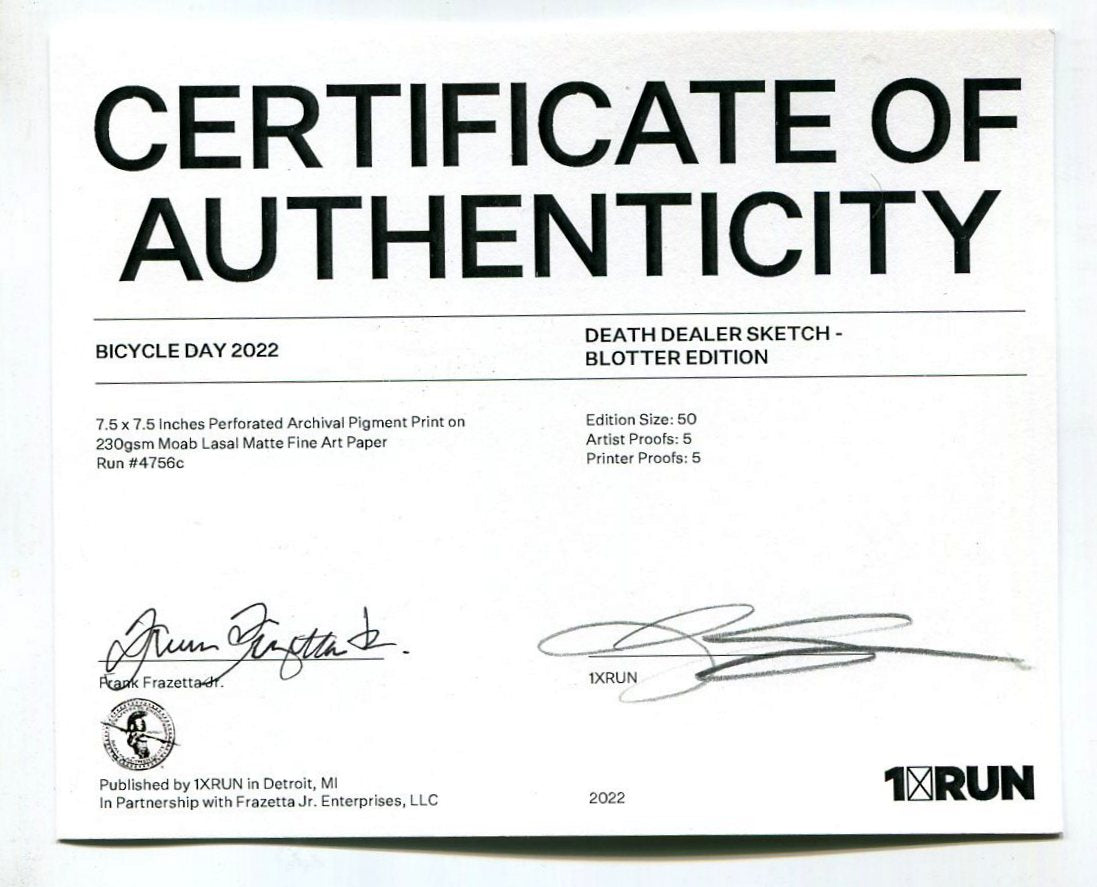 CERTIFICATE OF
AUTHENTICITY
BICYCLE DAY 2022
DEATH DEALER SKETCH -
BLOTTER EDITION
7.5 x 7.5 Inches Perforated Archival Pigment Print on
230gsm Moab Lasal Matte Fine Art Paper
Run #4756c
Edition Size: 50
Artist Proofs: 5
Printer Proofs: 5
Frank Frazetta Jr.
Frank Frazetta Jr.
1XRUN
Published by 1XRUN in Detroit, MI
In Partnership with Frazetta Jr. Enterprises, LLC
2022
1XRUN